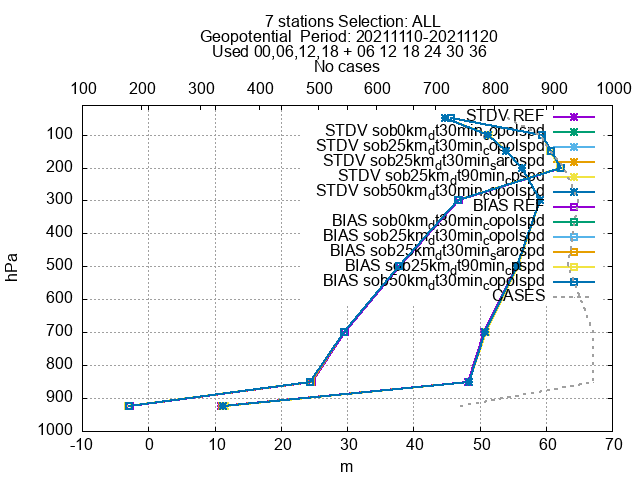 7 stations Selection: ALL
Geopotential Period: 20211110-20211120
Used 00,06,12,18 + 06 12 18 24 30 36
No cases
100 200 300 400 500 600 700 800 900 1000
STDV REF
STDV sob0km_dt30min_copolspd
STDV sob25km_dt30min_copolspd
STDV sob25km_dt30min_sarospd
STDV sob25km_dt90min_cpspd
STDV sob50km_dt30min_copolspd
BIAS REF
BIAS sob0km_dt30min_copolspd
BIAS sob25km_dt30min_copolspd
BIAS sob25km_dt30min_sarospd
BIAS sob25km_dt90min_cpspd
BIAS sob50km_dt30min_copolspd
CASES
hPa
100
200
300
400
500
600
700
800
900
1000
-10 0 10 20 30 40 50 60 70
m